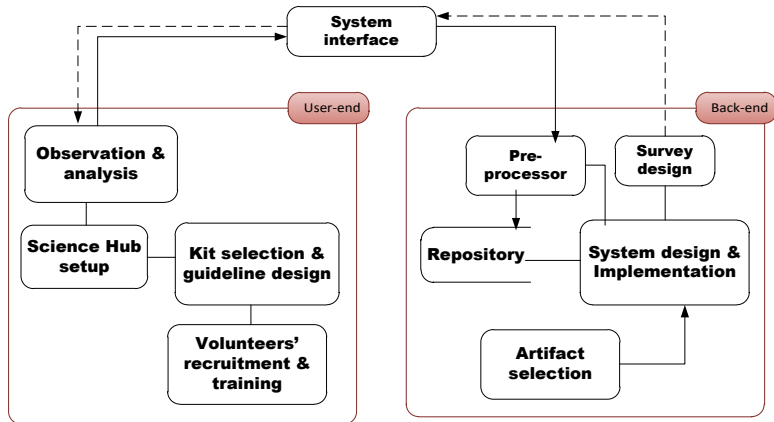 System
interface
User-end
Back-end
Observation &
analysis
Science Hub
setup
Kit selection &
guideline design
Volunteers’
recruitment &
training
Pre-
processor
Survey
design
Repository
System design &
Implementation
Artifact
selection